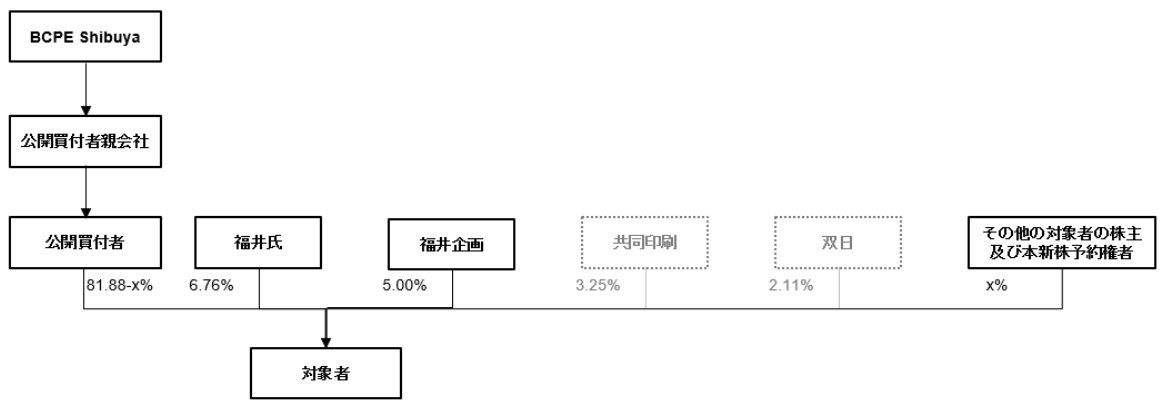 BCPE Shibuya
公開買付者親会社
公開買付者
福井氏
福井企画
共同印刷
双日
その他の対象者の株主
及び本新株予約権者
81.88-x%
6.76%
5.00%
3.25%
2.11%
x%
対象者